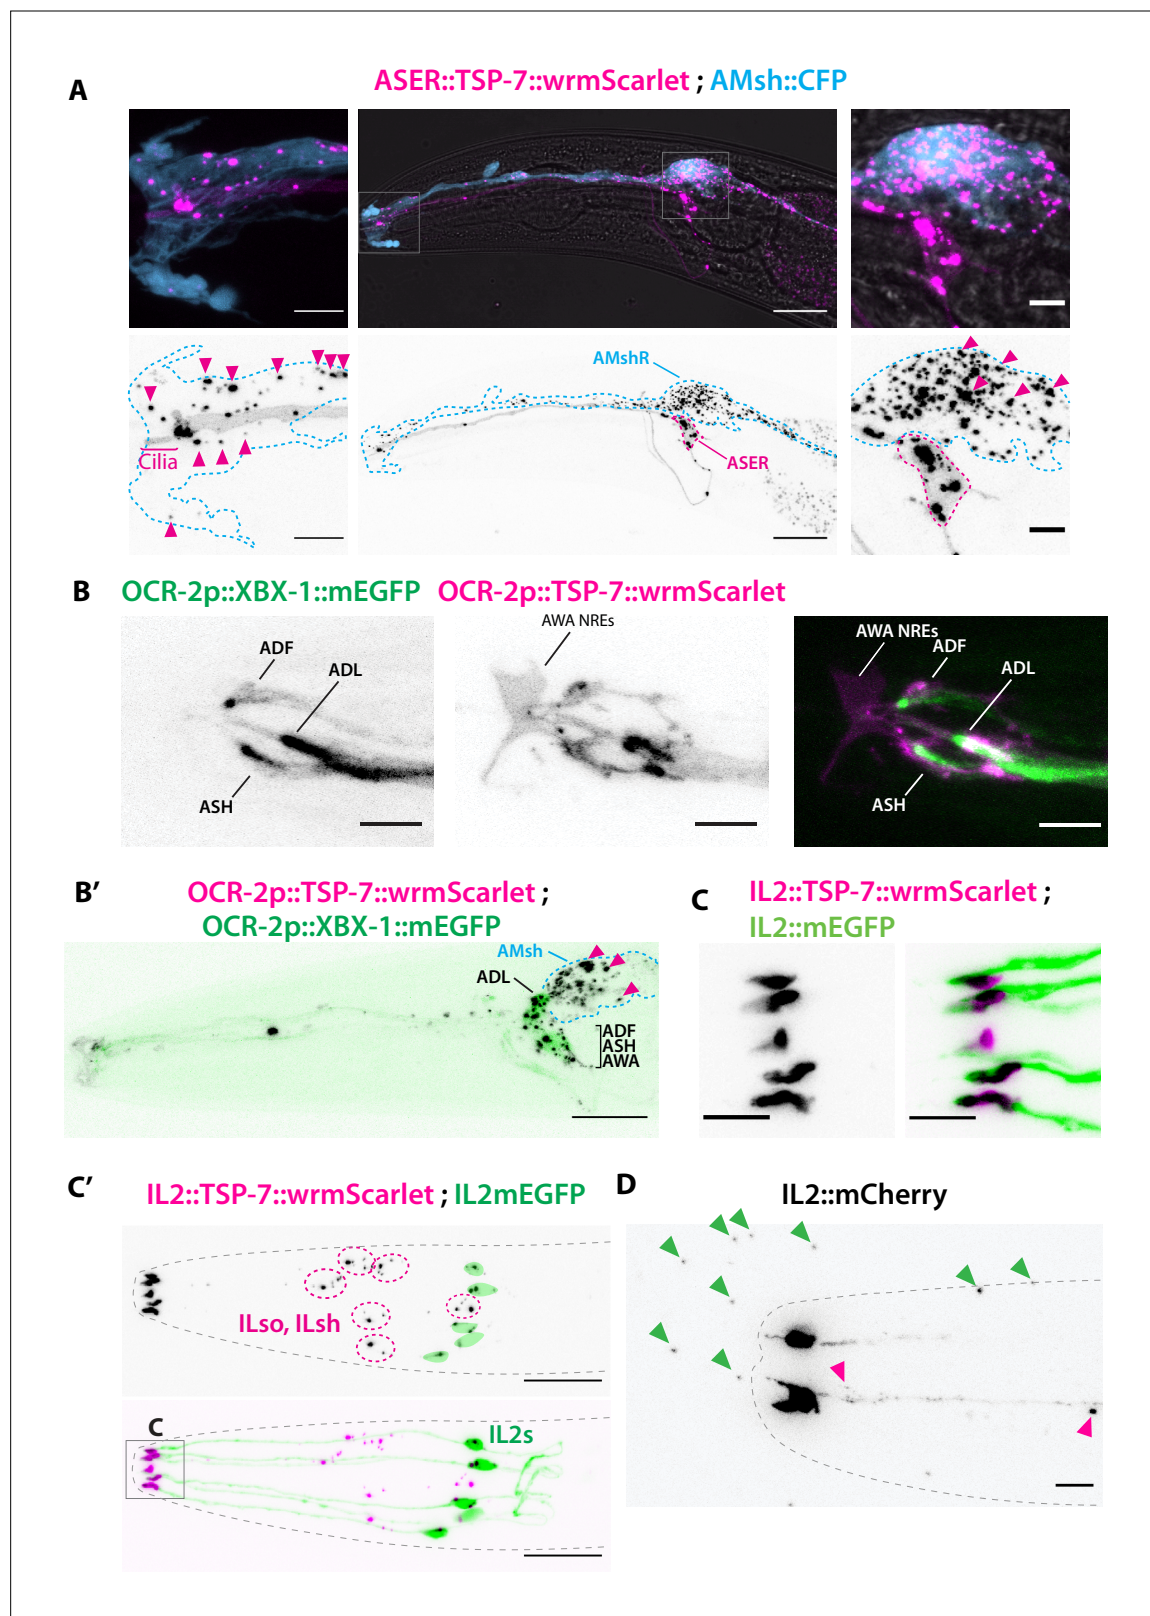 A
ASER::TSP-7::wrmScarlet ; AMsh::CFP
AMshR
Cilia
ASER
B
OCR-2p::XBX-1::mEGFP OCR-2p::TSP-7::wrmScarlet
ADF
ADL
ASH
AWA NREs
AWA NREs
ADF
ADL
ASH
B’
OCR-2p::TSP-7::wrmScarlet ;
OCR-2p::XBX-1::mEGFP
AMsh
ADL
ADF
ASH
AWA
C
IL2::TSP-7::wrmScarlet ;
IL2::mEGFP
C’
IL2::TSP-7::wrmScarlet ; IL2mEGFP
ILso, ILsh
C
IL2s
D
IL2::mCherry